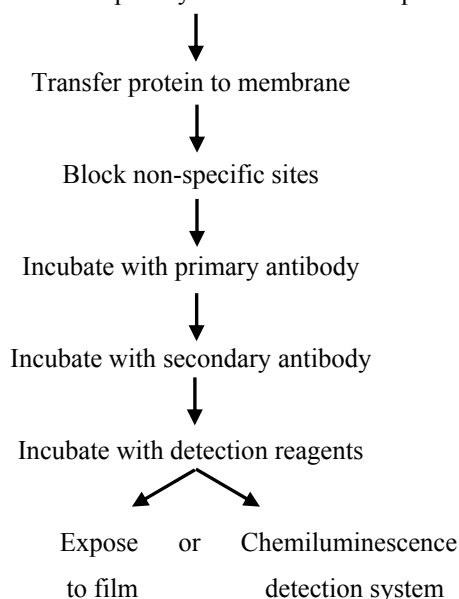 Transfer protein to membrane
Block non-specific sites
Incubate with primary antibody
Incubate with secondary antibody
Incubate with detection reagents
Expose or Chemiluminescence
to film detection system